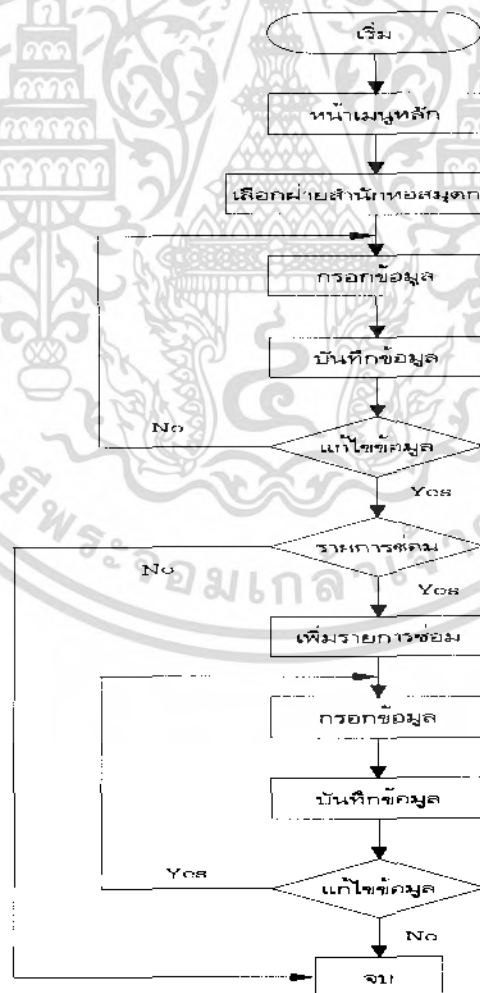 เริ่ม
หน้าเมนูหลัก
เลือกฝ่ายสำนักหอสมุดก
กรอกข้อมูล
บันทึกข้อมูล
แก้ไขข้อมูล
No
Yes
รายการซ่อม
No
Yes
เพิ่มรายการซ่อม
กรอกข้อมูล
บันทึกข้อมูล
แก้ไขข้อมูล
Yes
No
จบ